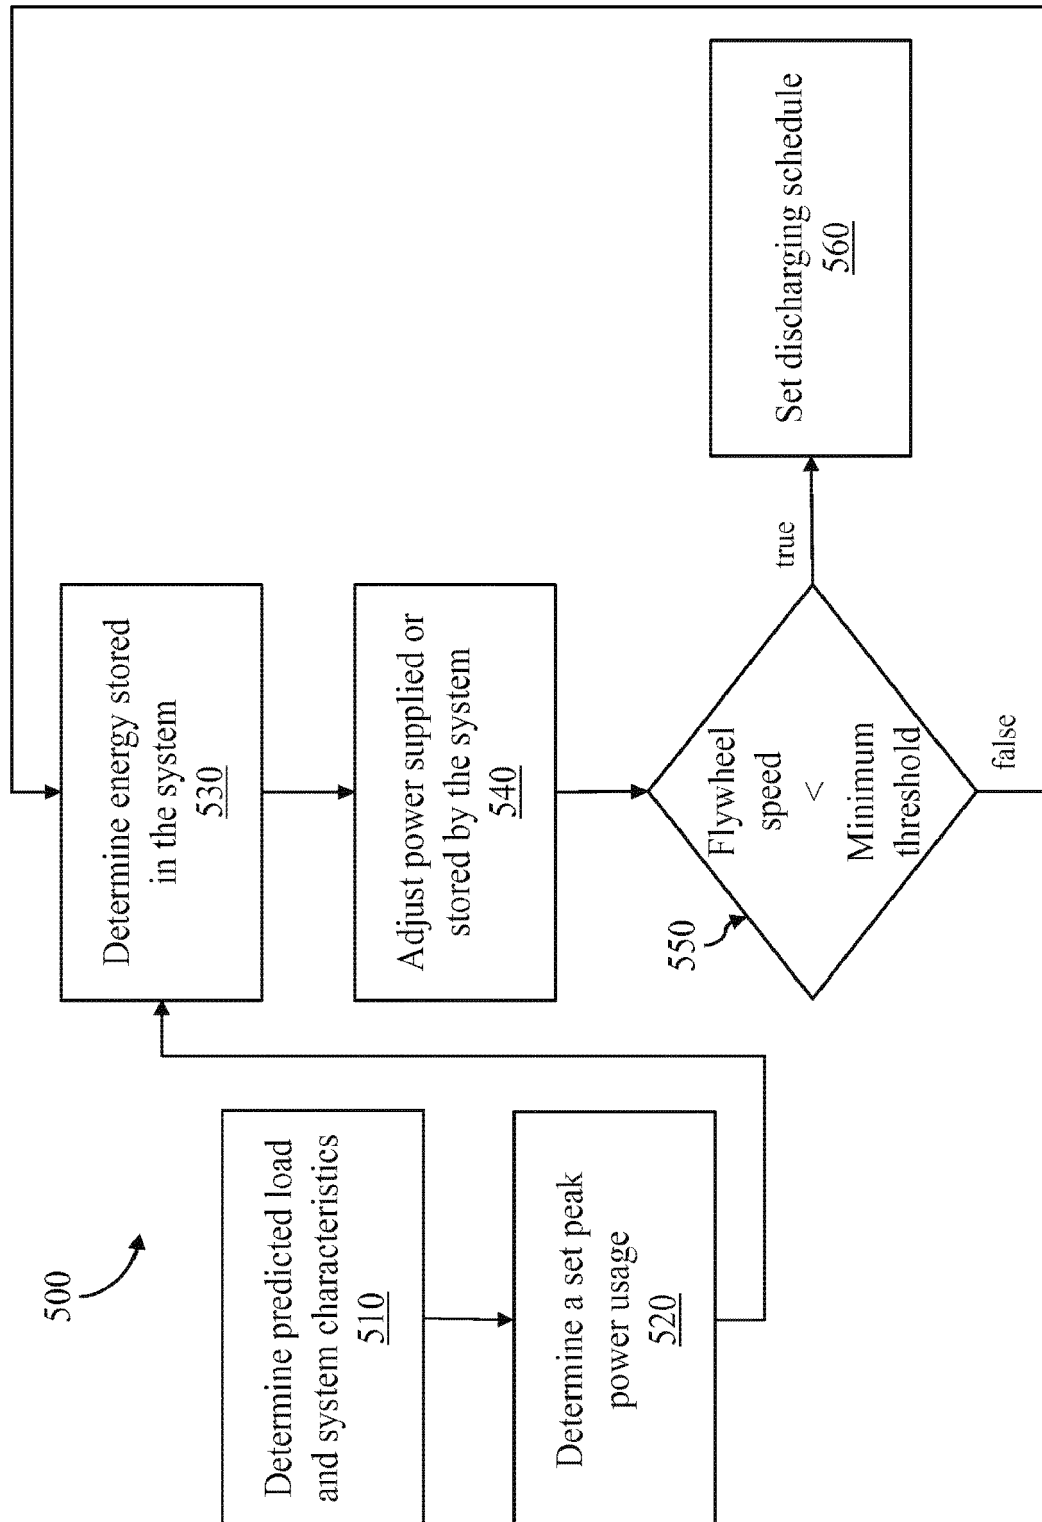 500
Determine predicted load
and system characteristics
510
Determine a set peak
power usage
520
Determine energy stored
in the system
530
Adjust power supplied or
stored by the system
540
550
Flywheel
speed
<
Minimum
threshold
true
false
Set discharging schedule
560